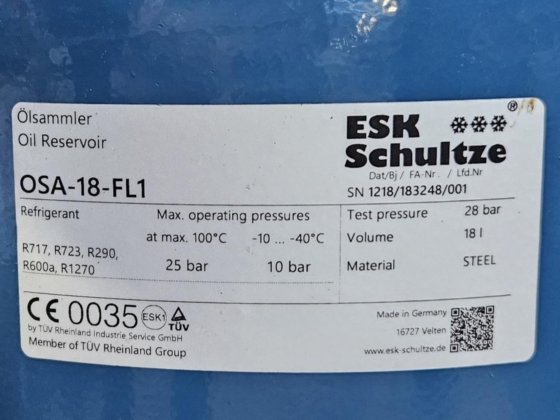 Ölsammler
Oil Reservoir
OSA-18-FL1
ESK
Schultze
®
Dat/Bj / FA-Nr. / Lfd.Nr
SN 1218/183248/001
Refrigerant
R717, R723, R290,
R600a, R1270
Max. operating pressures
at max. 100°C -10 ... -40°C
25 bar 10 bar
Test pressure 28 bar
Volume 18 l
Material STEEL
CE 0035 ESK1 TÜV
by TÜV Rheinland Industrie Service GmbH
Member of TÜV Rheinland Group
Made in Germany
16727 Velten
www.esk-schultze.de